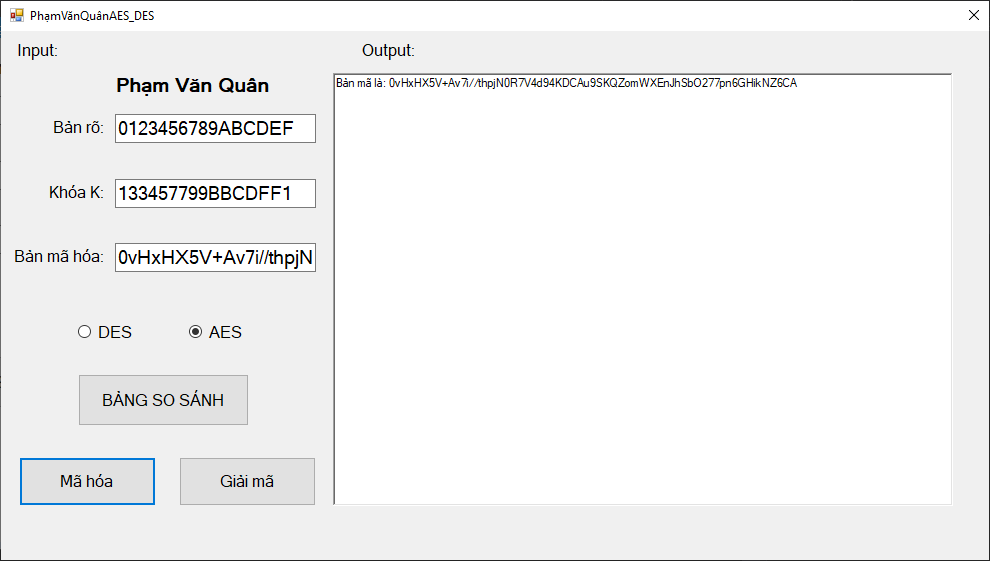 PhạmVănQuânAES_DES
Input:
Output:
Phạm Văn Quân
Bản rõ: 0123456789ABCDEF
Khóa K: 133457799BBCDFF1
Bản mã hóa: 0vHxHX5V+Av7i//thpjN
DES
AES
BẢNG SO SÁNH
Mã hóa
Giải mã
Bản mã là: 0vHxHX5V+Av7i//thpjN0R7V4d94KDCAu9SKQZomWXEnJhSbO277pn6GHikNZ6CA